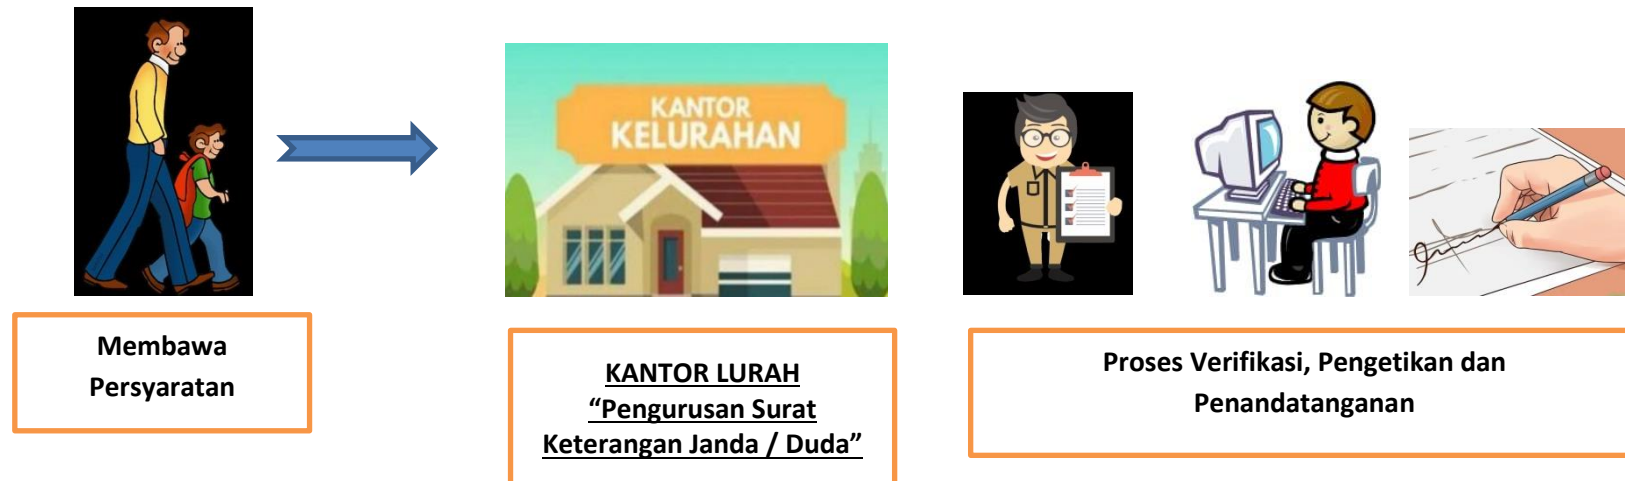 KANTOR
KELURAHAN
Membawa
Persyaratan
KANTOR LURAH
“Pengurusan Surat
Keterangan Janda / Duda”
Proses Verifikasi, Pengetikan dan
Penandatanganan